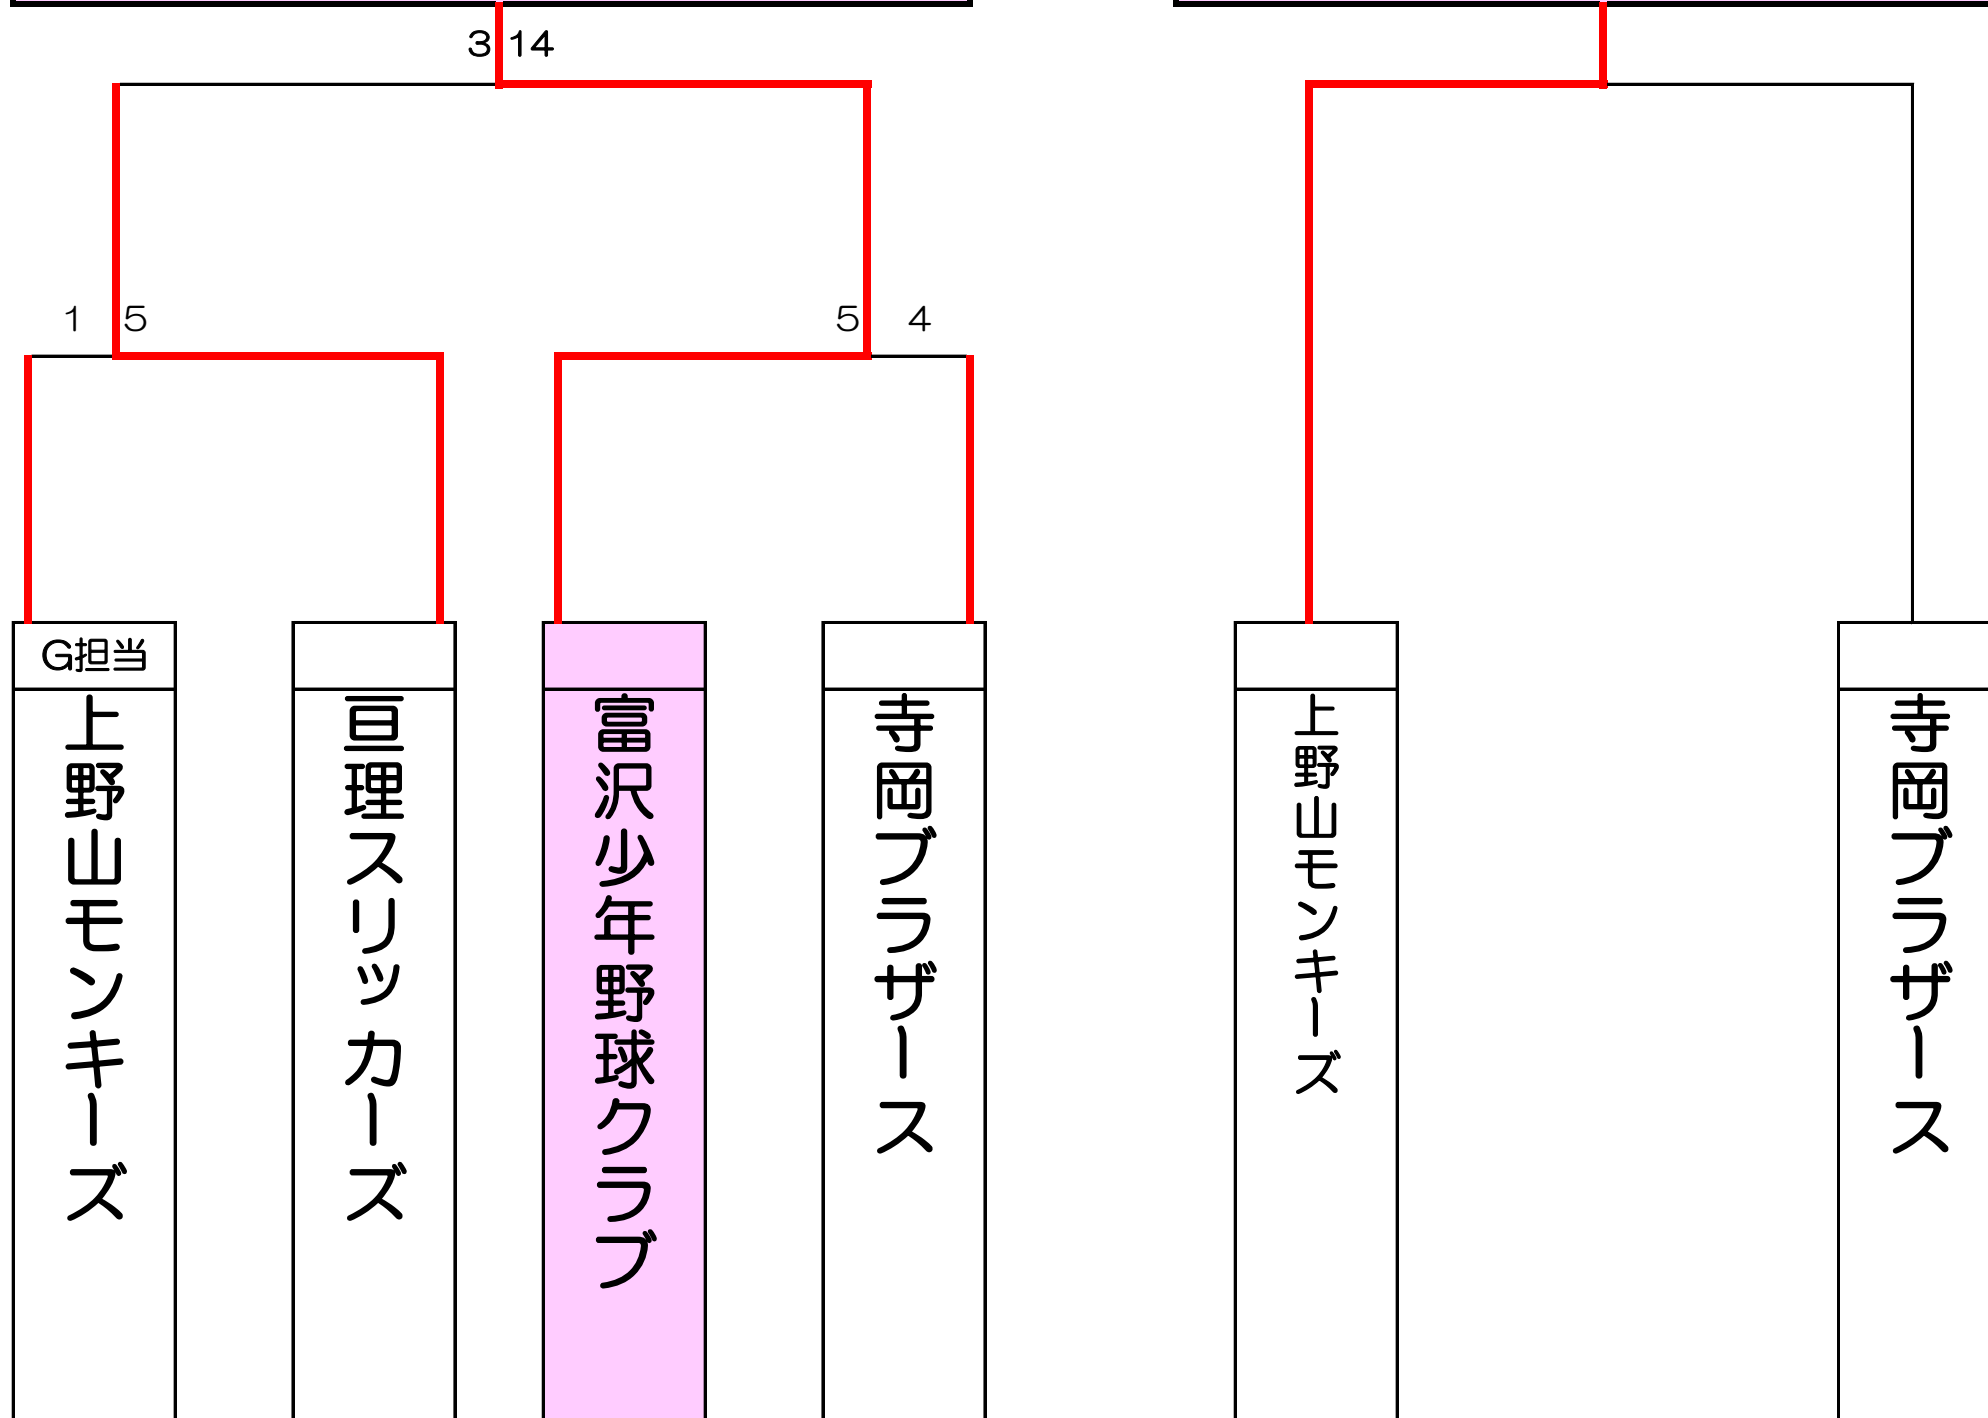 3 14
1 5
5 4
G担当
上野山モンキーズ
亘理スリッカーズ
富沢少年野球クラブ
寺岡ブラザース
上野山モンキーズ
寺岡ブラザース